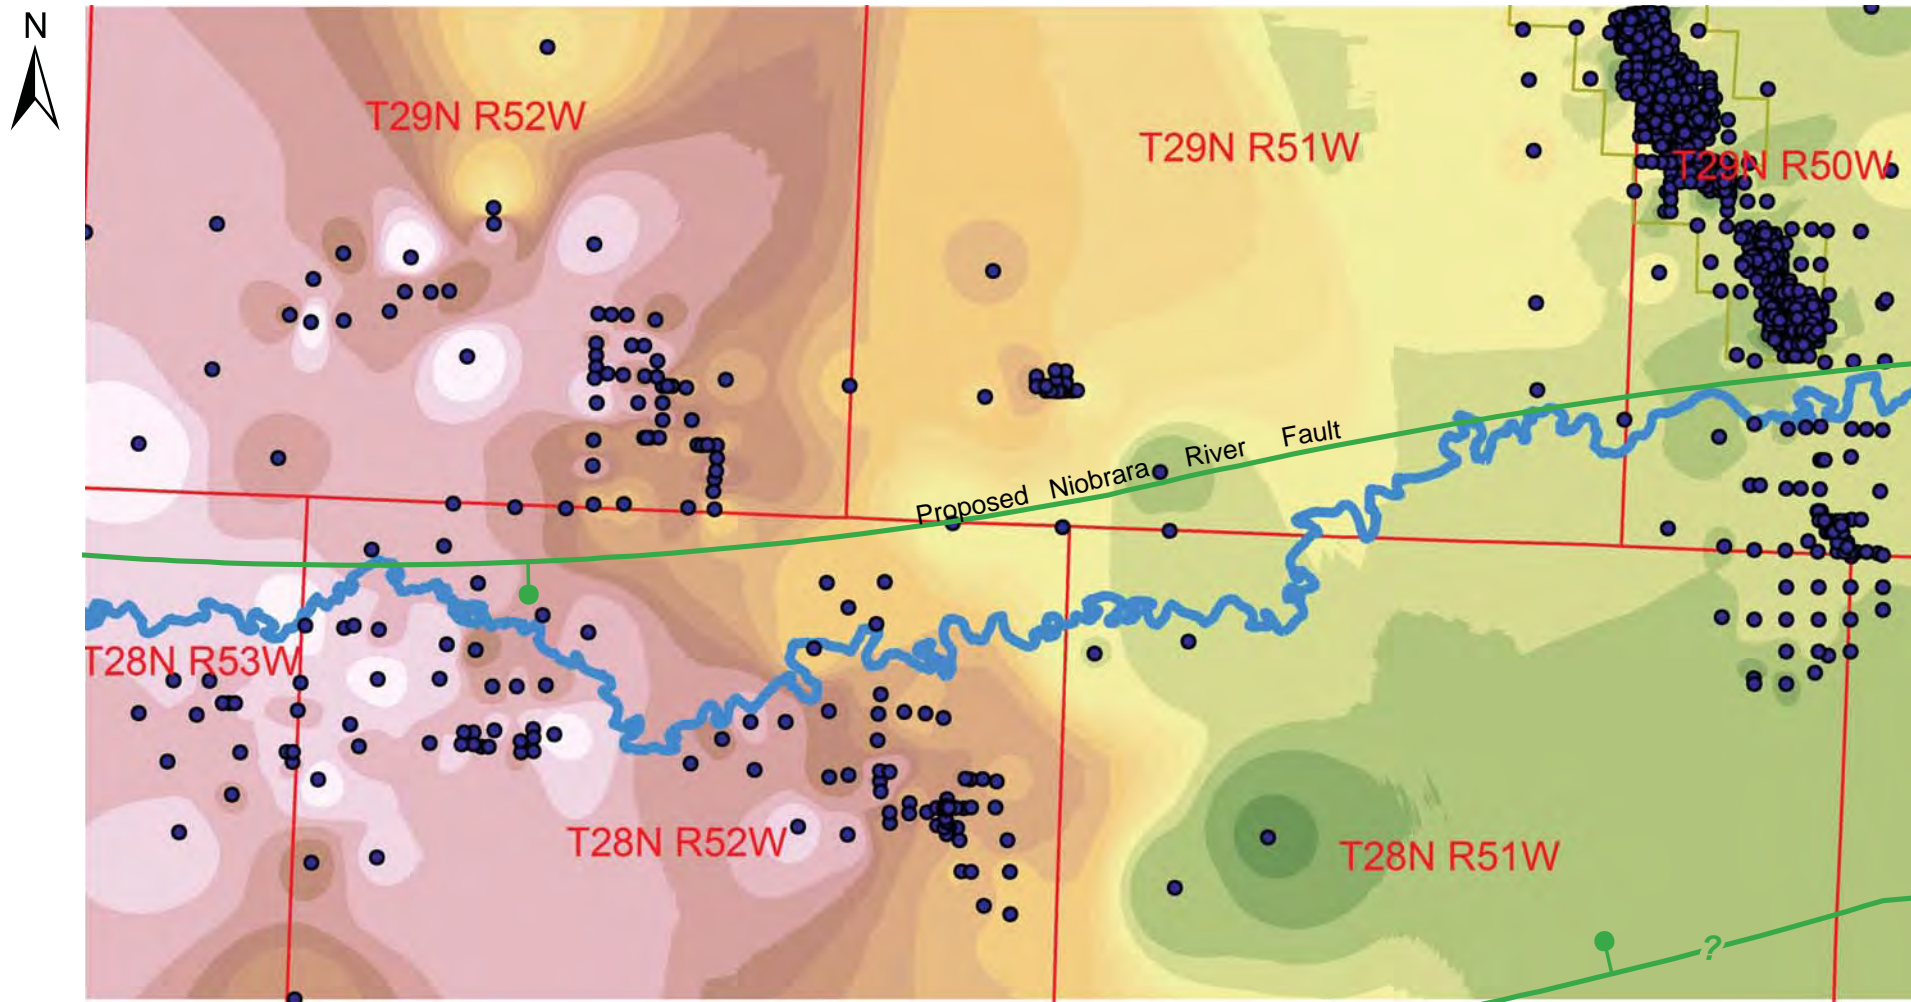 N
T29N R52W
T29N R51W
T29N R50W
Proposed Niobrara River Fault
T28N R53W
T28N R52W
T28N R51W
?